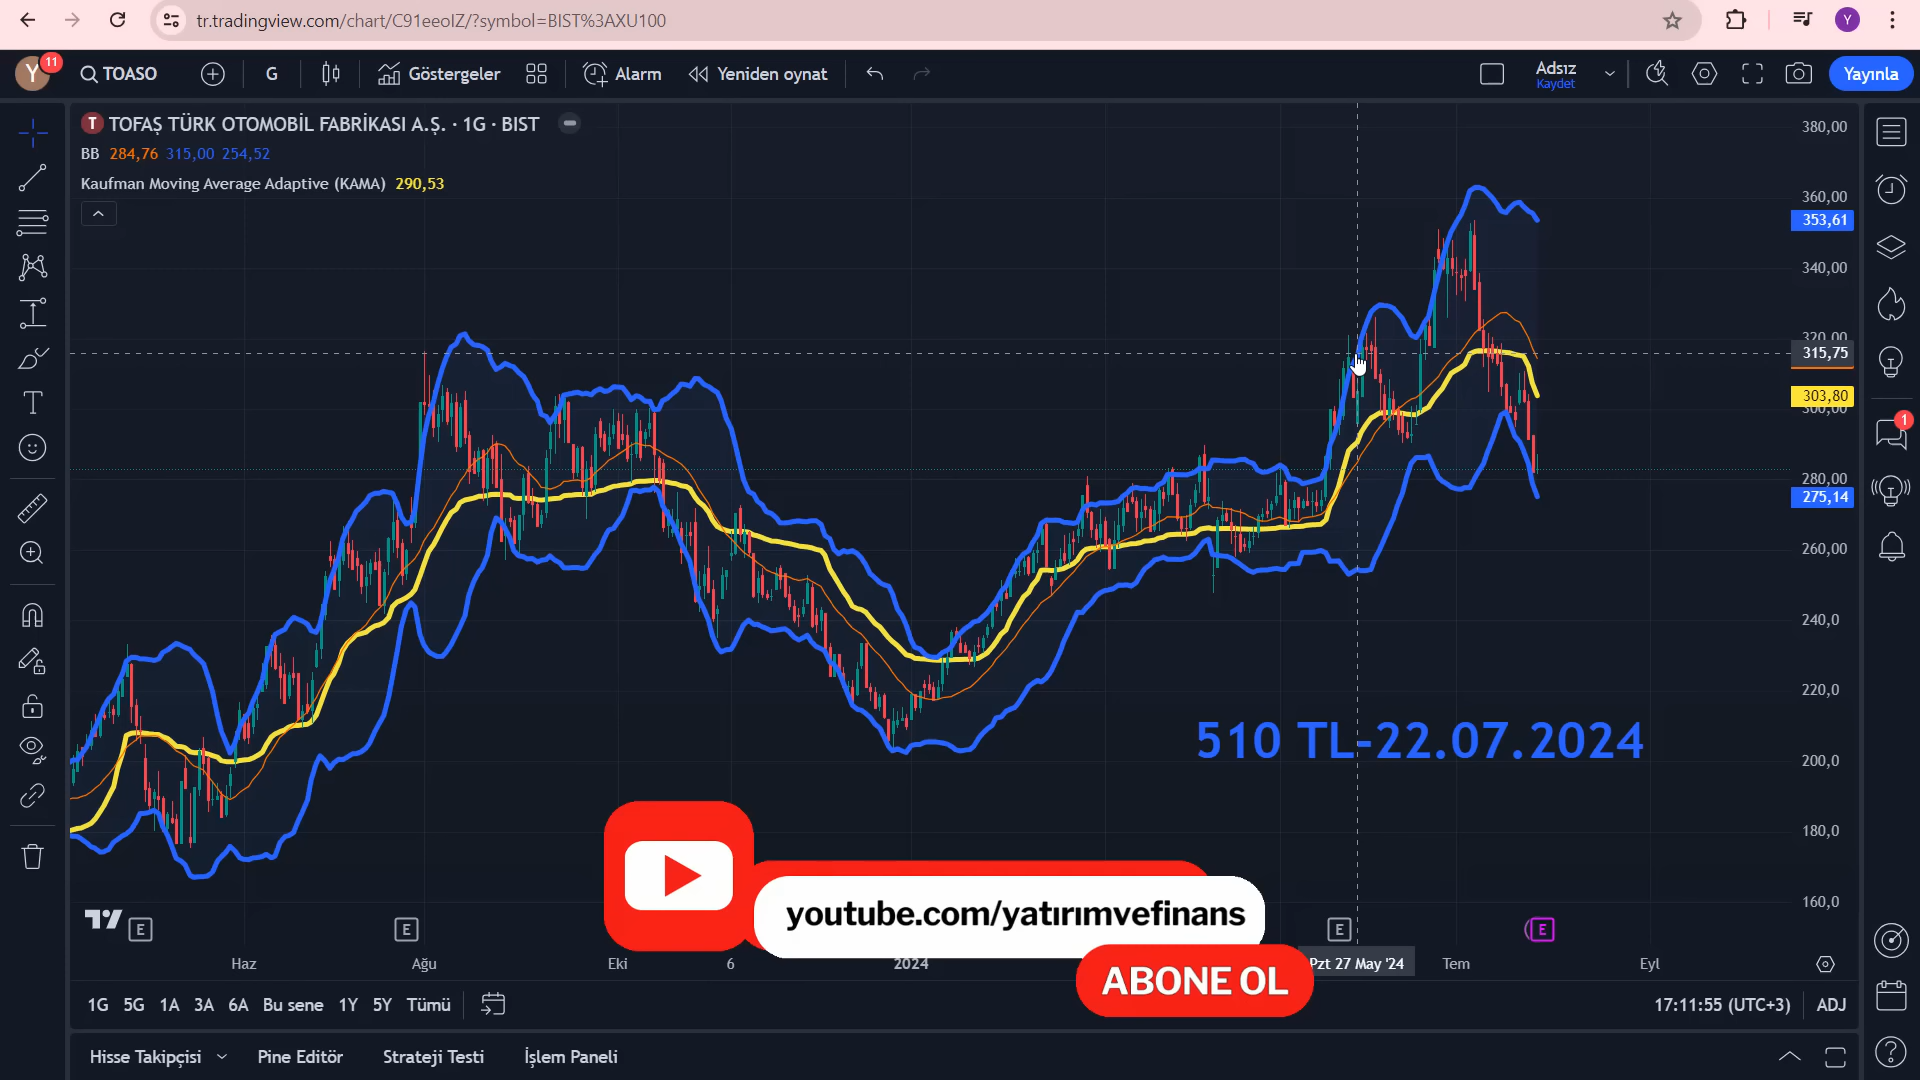 tr.tradingview.com/chart/C91eeoIZ/?symbol=BIST%3AXU100
Y
Y 11 TOASO G Göstergeler Alarm Yeniden oynat Adsız Yayınla
Kaydet
T TOFAŞ TÜRK OTOMOBİL FABRİKASI A.Ş. · 1G · BIST
BB 284,76 315,00 254,52
Kaufman Moving Average Adaptive (KAMA) 290,53
380,00
360,00
353,61
340,00
320,00
315,75
303,80
300,00
280,00
275,14
260,00
240,0
220,0
200,0
180,0
160,0
1
510 TL-22.07.2024
youtube.com/yatırımvefinans
ABONE OL
E E E E
Haz Ağu Eki 6 2024 Pzt 27 May '24 Tem Eyl
1G 5G 1A 3A 6A Bu sene 1Y 5Y Tümü 17:11:55 (UTC+3) ADJ
Hisse Takipçisi Pine Editör Strateji Testi İşlem Paneli